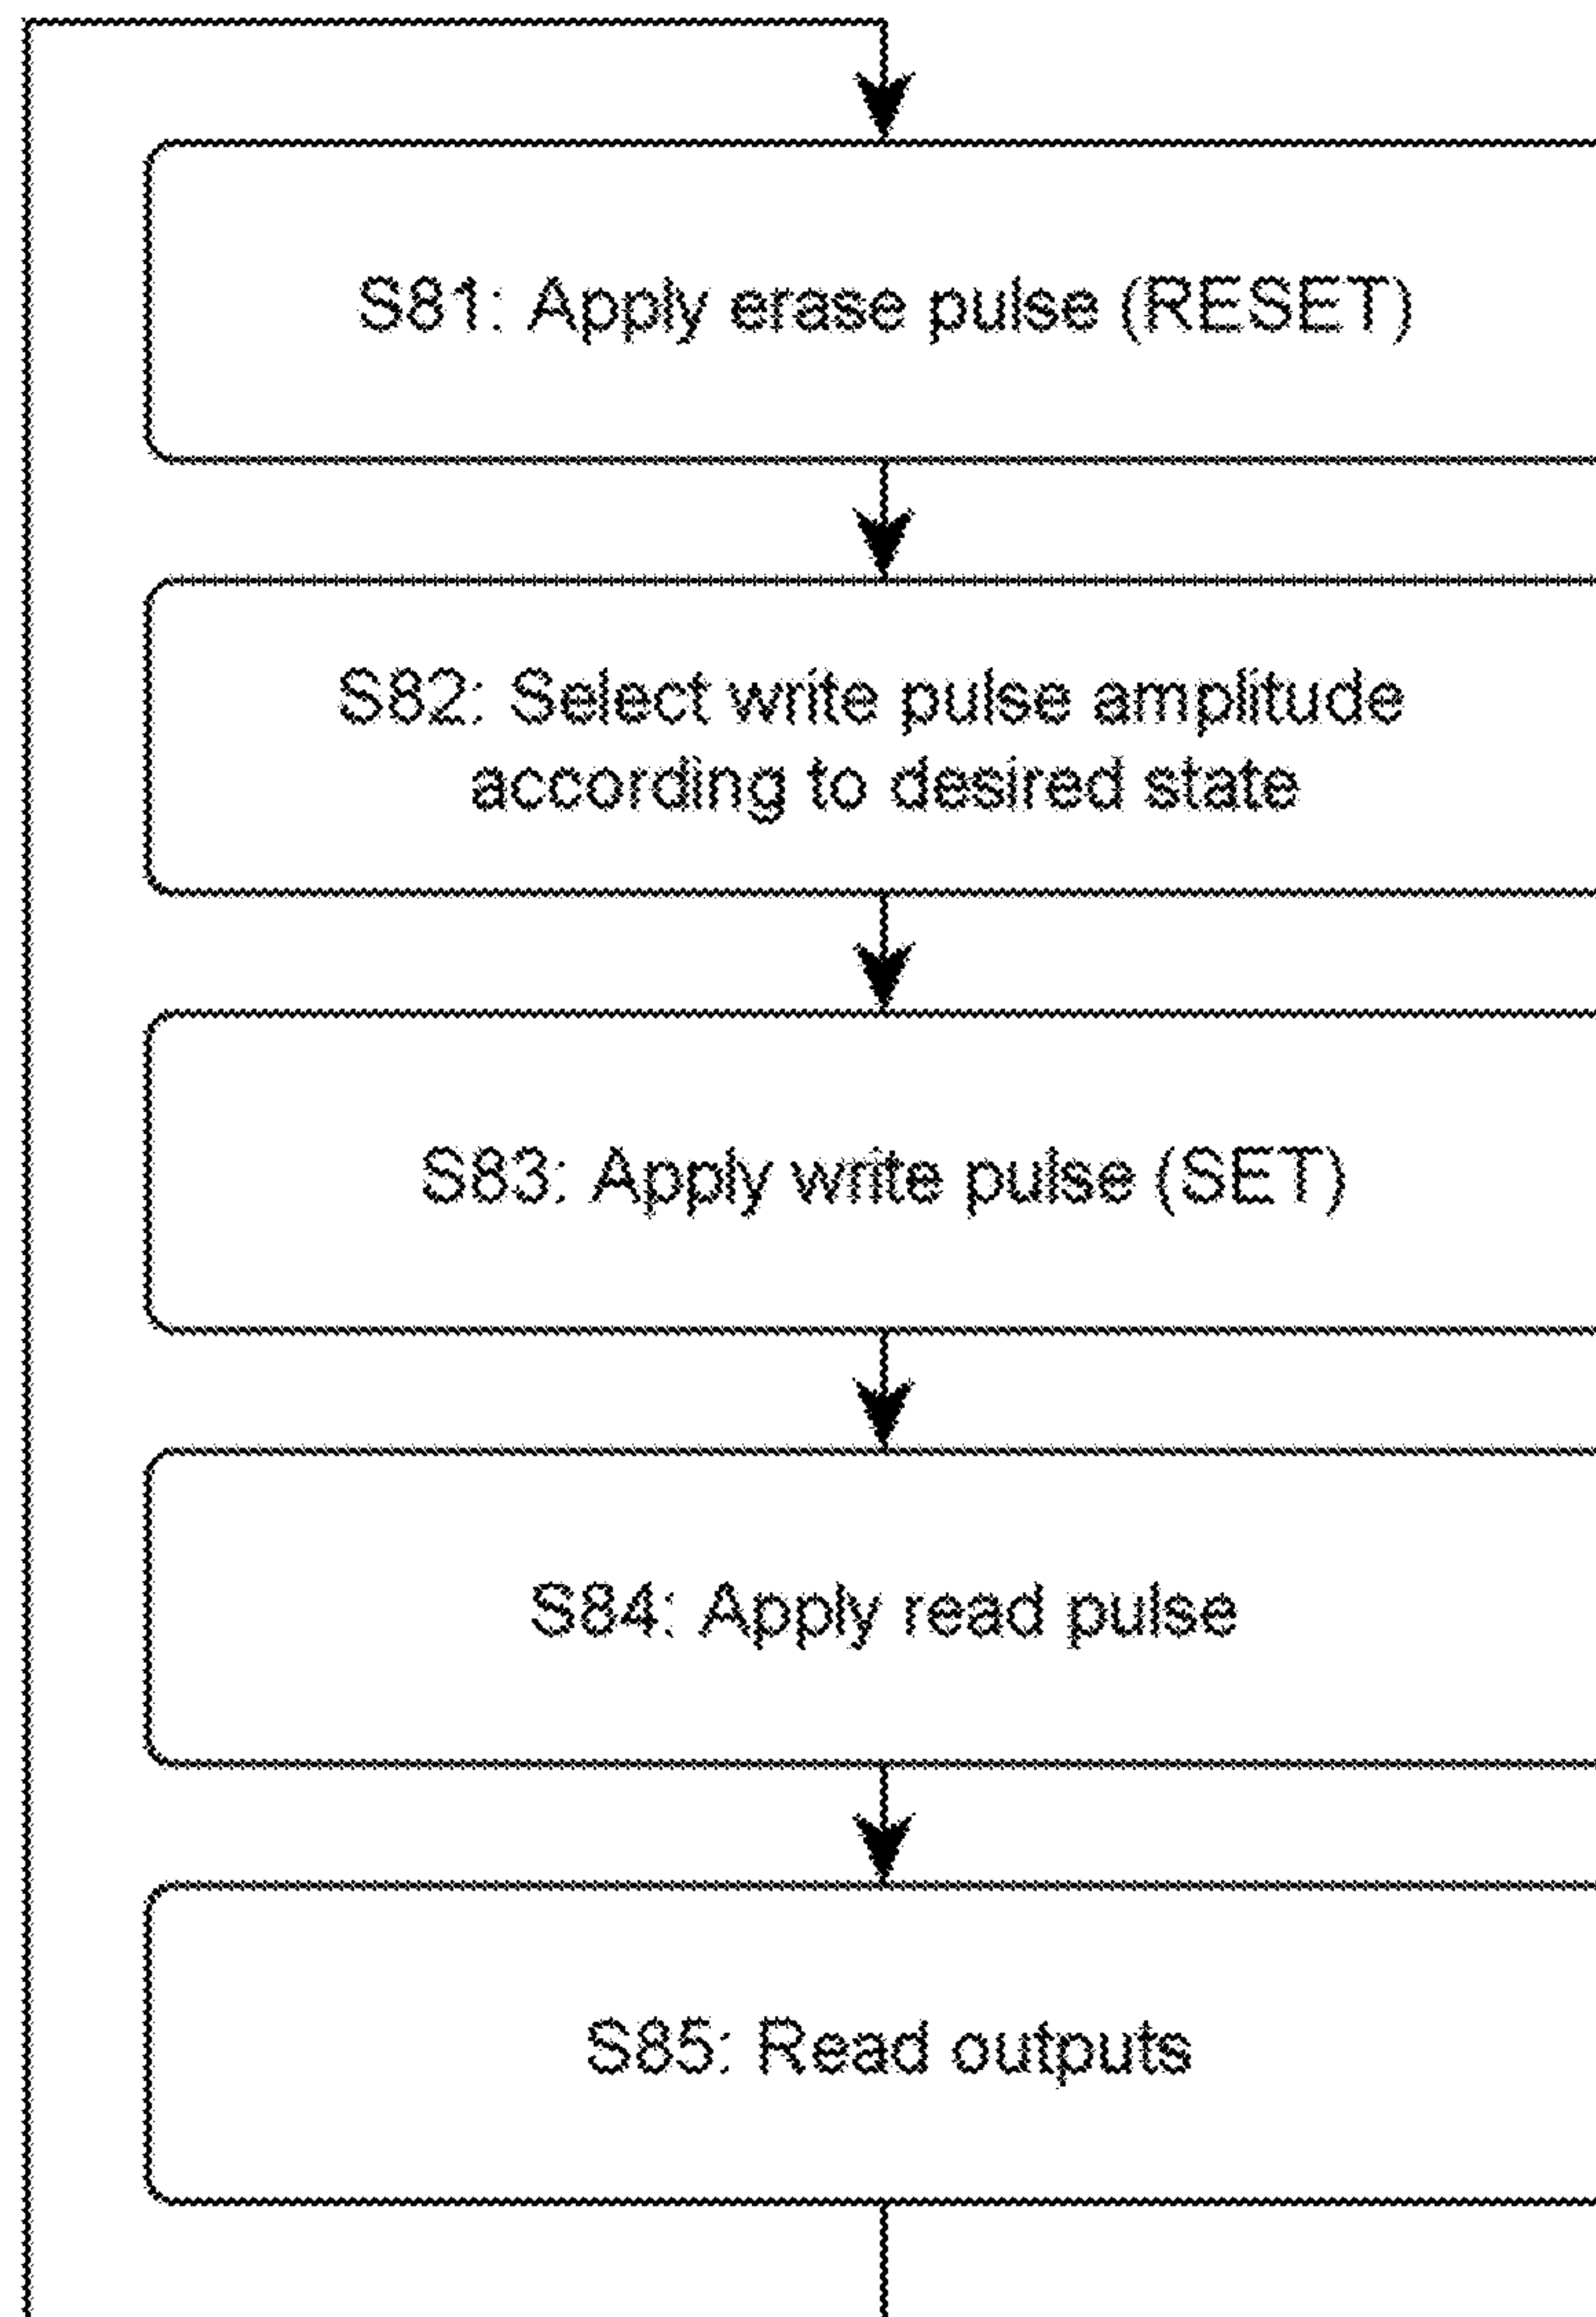 S81: Apply erase pulse (RESET)
S82: Select write pulse amplitude
according to desired state
S83: Apply write pulse (SET)
S84: Apply read pulse
S85: Read outputs